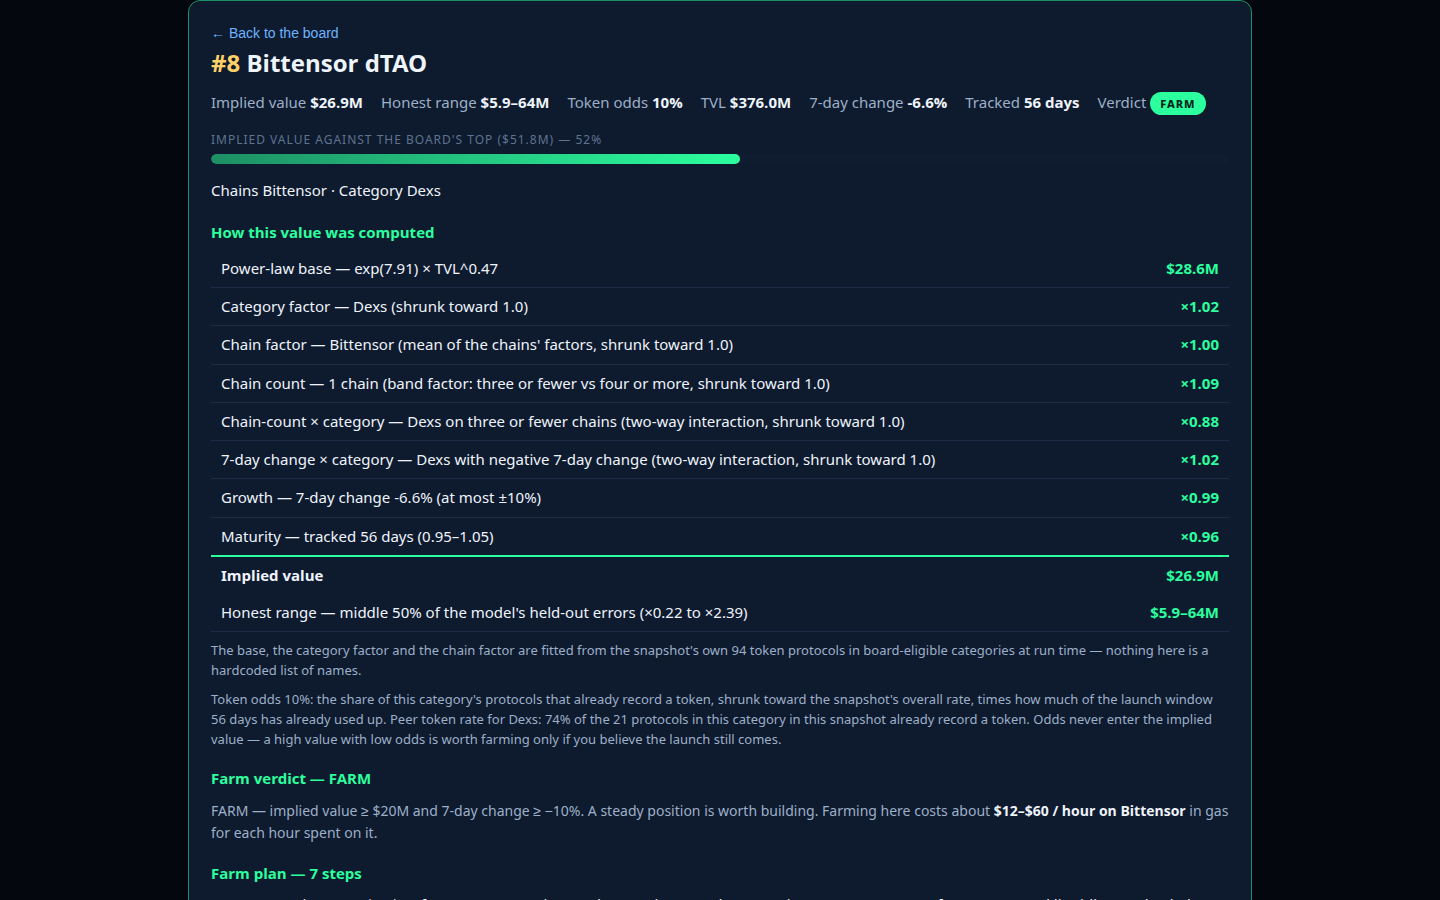 ← Back to the board
#8 Bittensor dTAO
Implied value $26.9M Honest range $5.9–64M Token odds 10% TVL $376.0M 7-day change -6.6% Tracked 56 days Verdict FARM
IMPLIED VALUE AGAINST THE BOARD'S TOP ($51.8M) — 52%
Chains Bittensor · Category Dexs
How this value was computed
Power-law base — exp(7.91) × TVL^0.47 $28.6M
Category factor — Dexs (shrunk toward 1.0) ×1.02
Chain factor — Bittensor (mean of the chains' factors, shrunk toward 1.0) ×1.00
Chain count — 1 chain (band factor: three or fewer vs four or more, shrunk toward 1.0) ×1.09
Chain-count × category — Dexs on three or fewer chains (two-way interaction, shrunk toward 1.0) ×0.88
7-day change × category — Dexs with negative 7-day change (two-way interaction, shrunk toward 1.0) ×1.02
Growth — 7-day change -6.6% (at most ±10%) ×0.99
Maturity — tracked 56 days (0.95–1.05) ×0.96
Implied value $26.9M
Honest range — middle 50% of the model's held-out errors (×0.22 to ×2.39) $5.9–64M
The base, the category factor and the chain factor are fitted from the snapshot's own 94 token protocols in board-eligible categories at run time — nothing here is a
hardcoded list of names.
Token odds 10%: the share of this category's protocols that already record a token, shrunk toward the snapshot's overall rate, times how much of the launch window
56 days has already used up. Peer token rate for Dexs: 74% of the 21 protocols in this category in this snapshot already record a token. Odds never enter the implied
value — a high value with low odds is worth farming only if you believe the launch still comes.
Farm verdict — FARM
FARM — implied value ≥ $20M and 7-day change ≥ −10%. A steady position is worth building. Farming here costs about $12–$60 / hour on Bittensor in gas
for each hour spent on it.
Farm plan — 7 steps